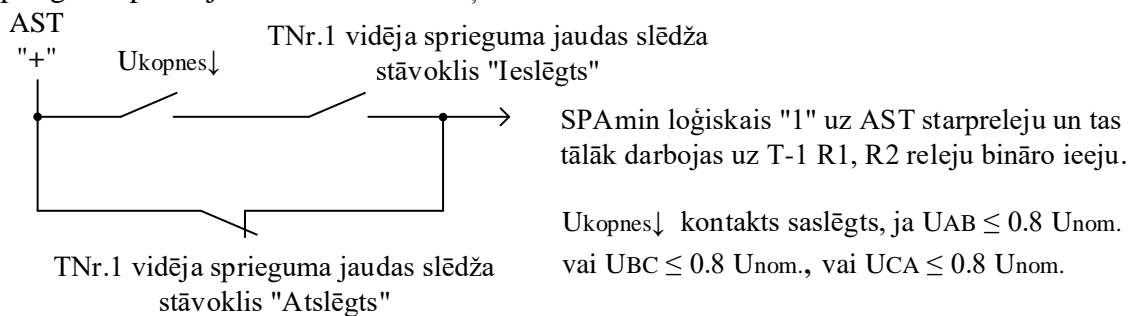 AST
"+"
Ukopnes↓
TNr.1 vidēja sprieguma jaudas slēdža
stāvoklis "Ieslēgts"
SPAmin loģiskais "1" uz AST starpreleju un tas
tālāk darbojas uz T-1 R1, R2 releju bināro ieeju.
Ukopnes↓ kontakts saslēgts, ja UAB ≤ 0.8 Unom.
vai UBC ≤ 0.8 Unom., vai UCA ≤ 0.8 Unom.
TNr.1 vidēja sprieguma jaudas slēdža
stāvoklis "Atslēgts"